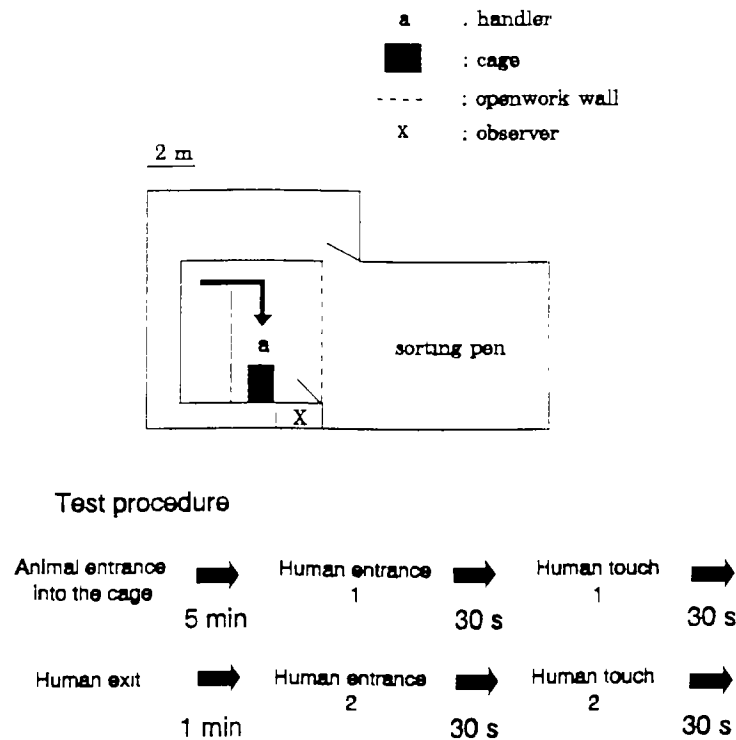 a . handler
: cage
: openwork wall
X : observer
2 m
a
sorting pen
X
Test procedure
Animal entrance into the cage
5 min
Human entrance 1
30 s
Human touch 1
30 s
Human exit
1 min
Human entrance 2
30 s
Human touch 2
30 s